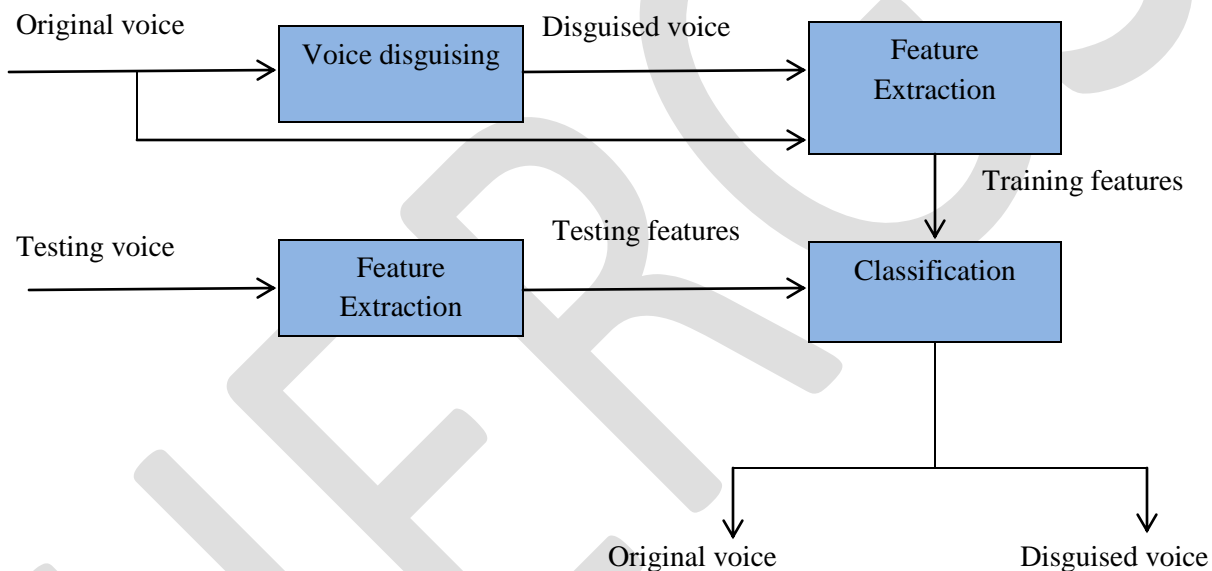 Original voice
Voice disguising
Disguised voice
Feature
Extraction
Training features
Testing voice
Feature
Extraction
Testing features
Classification
Original voice
Disguised voice